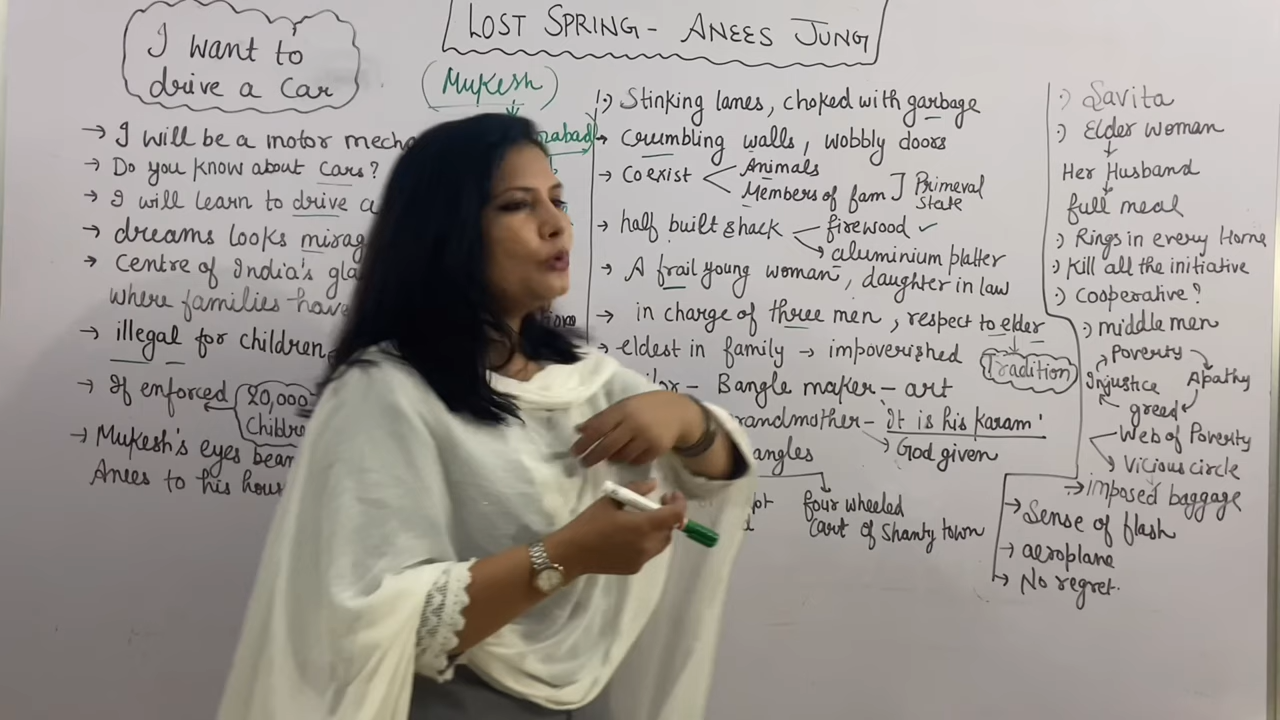 LOST SPRING - ANEES JUNG
I want to
drive a Car
(Mukesh)
→ I will be a motor mecha
→ Do you know about cars?
→ I will learn to drive a
→ dreams looks mirag
→ Centre of India's gla
where families have
→ illegal for children
→ If enforced 20,000
Childre
→ Mukesh's eyes beam
Anees to his hous
ozabad
:) Stinking lanes, choked with garbage
→ Crumbling walls, wobbly doors
→ Coexist Animals
Members of fam ] Primeval
State
→ half built shack firewood ✓
→ aluminium platter
→ A frail young woman, daughter in law
→ in charge of three men, respect to elder
→ eldest in family → impoverished
Tradition
- Bangle maker - art
randmother - 'It is his Karam'
→ God given
angles
four wheeled
Cart of Shanty town
:) Savita
:) Elder woman
Her Husband
full meal
:) Rings in every Home
:) Kill all the initiative
:) Cooperative?
:) middle men
Poverty
Injustice Apathy
greed
Web of Poverty
Vicious circle
→ imposed baggage
→ Sense of flash
→ aeroplane
→ No regret.